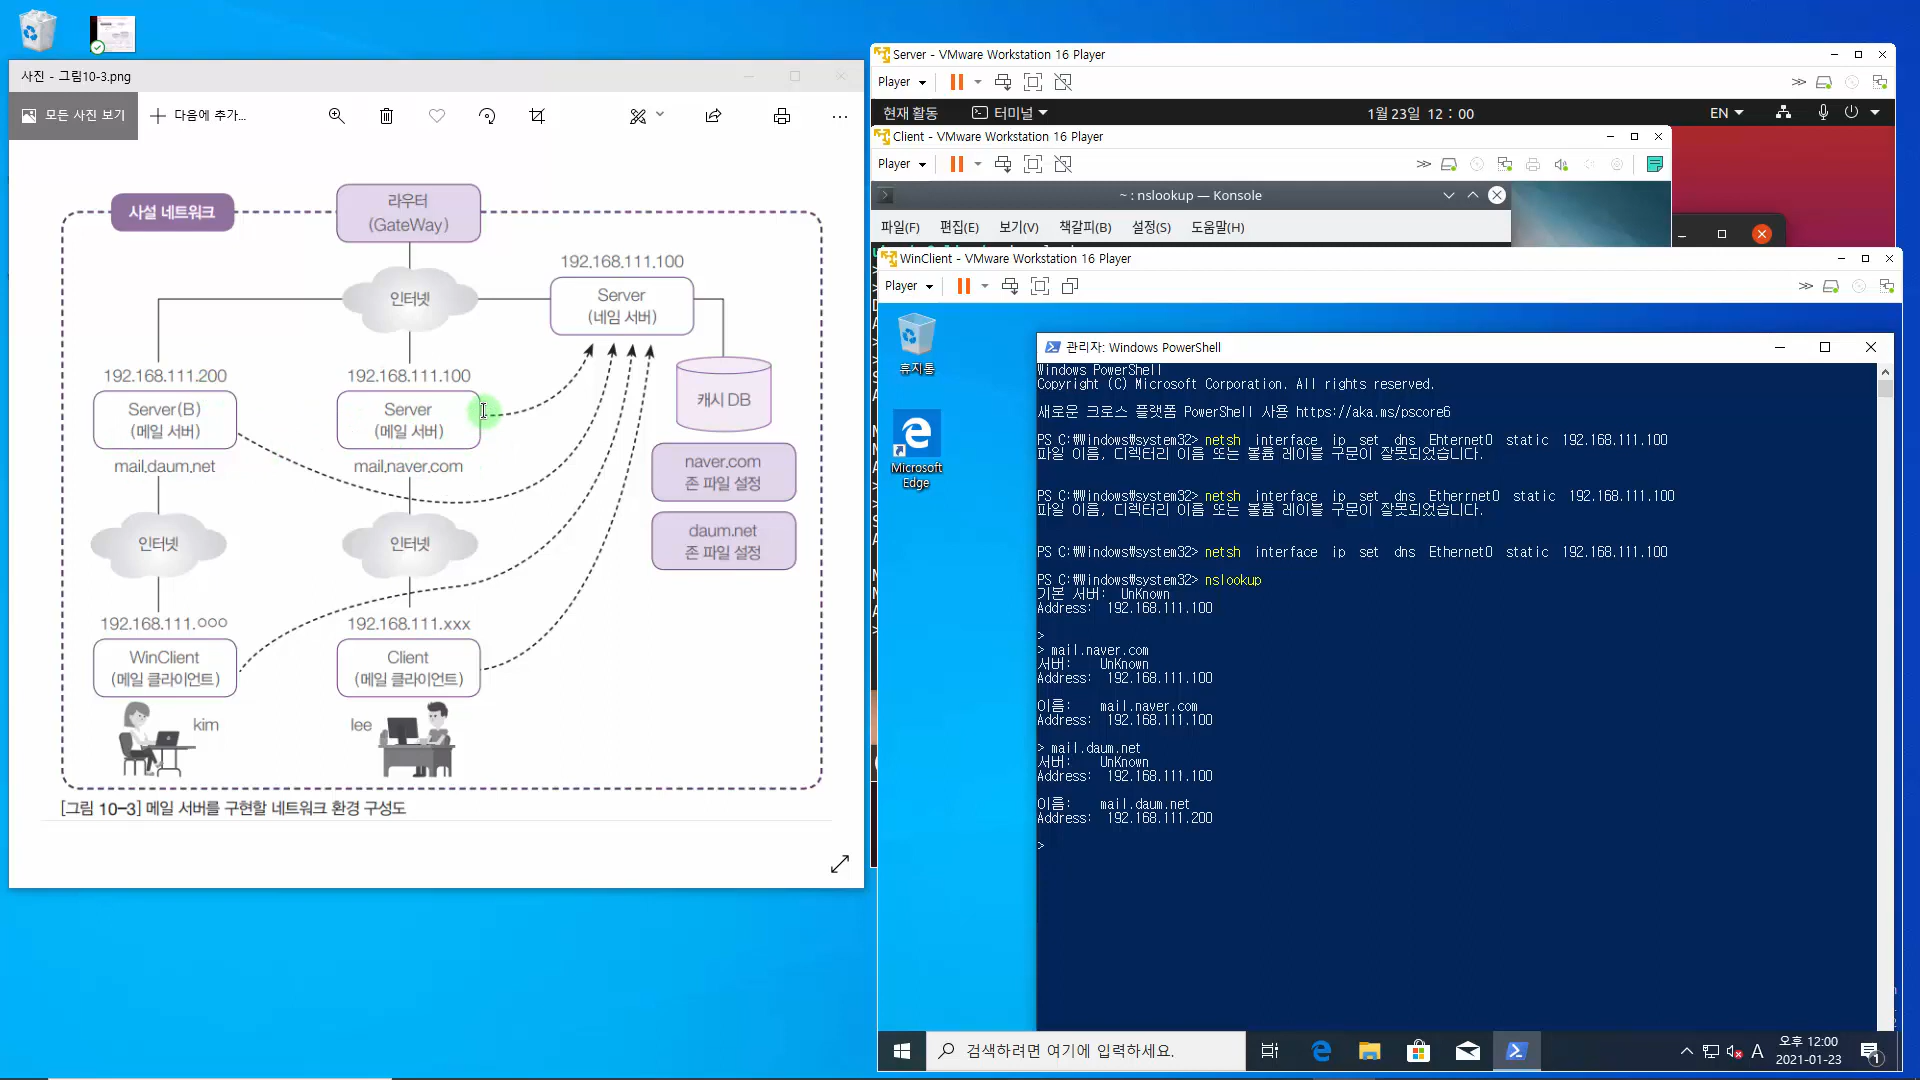 사진 - 그림10-3.png
모든 사진 보기
다음에 추가...
사설 네트워크
라우터
(GateWay)
인터넷
192.168.111.100
Server
(네임 서버)
192.168.111.200
Server(B)
(메일 서버)
mail.daum.net
192.168.111.100
Server
(메일 서버)
mail.naver.com
캐시 DB
naver.com
존 파일 설정
daum.net
존 파일 설정
인터넷
인터넷
192.168.111.○○○
WinClient
(메일 클라이언트)
kim
192.168.111.xxx
Client
(메일 클라이언트)
lee
[그림 10-3] 메일 서버를 구현할 네트워크 환경 구성도
Server - VMware Workstation 16 Player
Player
현재 활동
터미널
1월 23일 12 : 00
EN
Client - VMware Workstation 16 Player
Player
~ : nslookup — Konsole
파일(F) 편집(E) 보기(V) 책갈피(B) 설정(S) 도움말(H)
WinClient - VMware Workstation 16 Player
Player
휴지통
Microsoft
Edge
관리자: Windows PowerShell
Windows PowerShell
Copyright (C) Microsoft Corporation. All rights reserved.
새로운 크로스 플랫폼 PowerShell 사용 https://aka.ms/pscore6
PS C:₩Windows₩system32> netsh interface ip set dns Ehternet0 static 192.168.111.100
파일 이름, 디렉터리 이름 또는 볼륨 레이블 구문이 잘못되었습니다.
PS C:₩Windows₩system32> netsh interface ip set dns Etherrnet0 static 192.168.111.100
파일 이름, 디렉터리 이름 또는 볼륨 레이블 구문이 잘못되었습니다.
PS C:₩Windows₩system32> netsh interface ip set dns Ethernet0 static 192.168.111.100
PS C:₩Windows₩system32> nslookup
기본 서버: UnKnown
Address: 192.168.111.100
>
> mail.naver.com
서버: UnKnown
Address: 192.168.111.100
이름: mail.naver.com
Address: 192.168.111.100
> mail.daum.net
서버: UnKnown
Address: 192.168.111.100
이름: mail.daum.net
Address: 192.168.111.200
>
검색하려면 여기에 입력하세요.
A
오후 12:00
2021-01-23
1